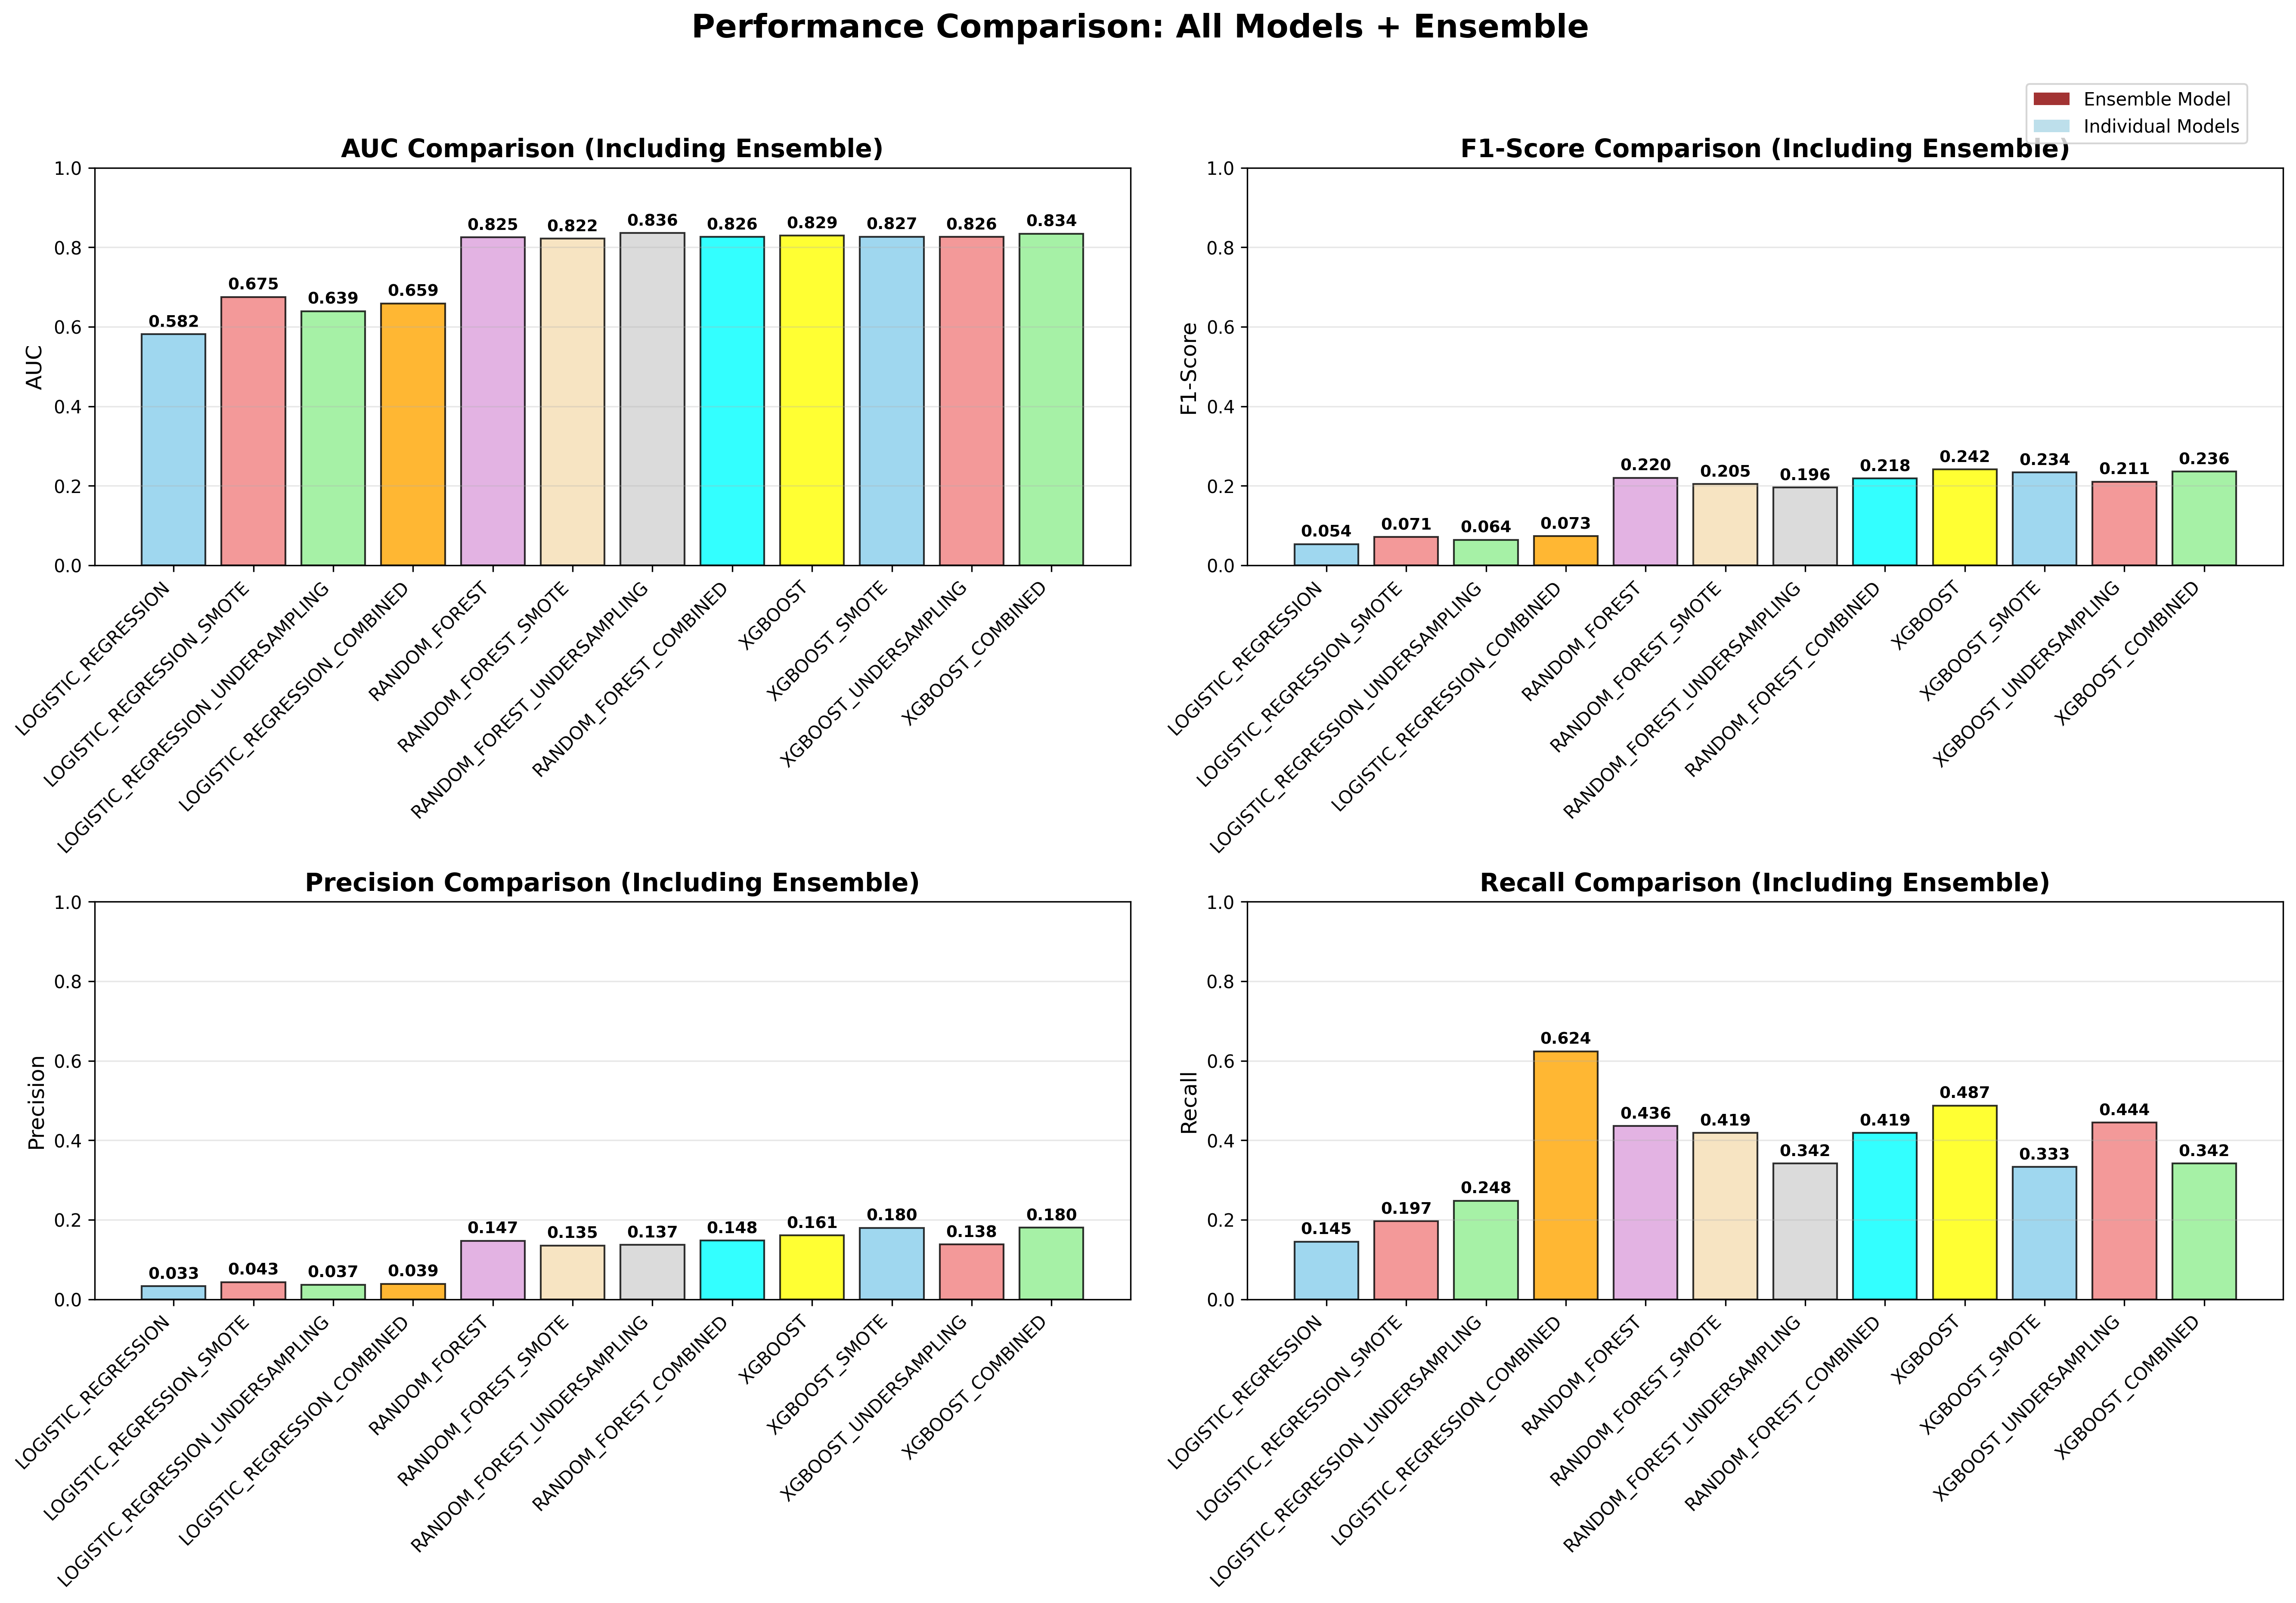 Performance Comparison: All Models + Ensemble
Ensemble Model
Individual Models
AUC Comparison (Including Ensemble)
AUC
1.0
0.8
0.6
0.4
0.2
0.0
0.582
0.675
0.639
0.659
0.825
0.822
0.836
0.826
0.829
0.827
0.826
0.834
LOGISTIC_REGRESSION
LOGISTIC_REGRESSION_SMOTE
LOGISTIC_REGRESSION_UNDERSAMPLING
LOGISTIC_REGRESSION_COMBINED
RANDOM_FOREST
RANDOM_FOREST_SMOTE
RANDOM_FOREST_UNDERSAMPLING
RANDOM_FOREST_COMBINED
XGBOOST
XGBOOST_SMOTE
XGBOOST_UNDERSAMPLING
XGBOOST_COMBINED
F1-Score Comparison (Including Ensemble)
F1-Score
1.0
0.8
0.6
0.4
0.2
0.0
0.054
0.071
0.064
0.073
0.220
0.205
0.196
0.218
0.242
0.234
0.211
0.236
LOGISTIC_REGRESSION
LOGISTIC_REGRESSION_SMOTE
LOGISTIC_REGRESSION_UNDERSAMPLING
LOGISTIC_REGRESSION_COMBINED
RANDOM_FOREST
RANDOM_FOREST_SMOTE
RANDOM_FOREST_UNDERSAMPLING
RANDOM_FOREST_COMBINED
XGBOOST
XGBOOST_SMOTE
XGBOOST_UNDERSAMPLING
XGBOOST_COMBINED
Precision Comparison (Including Ensemble)
Precision
1.0
0.8
0.6
0.4
0.2
0.0
0.033
0.043
0.037
0.039
0.147
0.135
0.137
0.148
0.161
0.180
0.138
0.180
LOGISTIC_REGRESSION
LOGISTIC_REGRESSION_SMOTE
LOGISTIC_REGRESSION_UNDERSAMPLING
LOGISTIC_REGRESSION_COMBINED
RANDOM_FOREST
RANDOM_FOREST_SMOTE
RANDOM_FOREST_UNDERSAMPLING
RANDOM_FOREST_COMBINED
XGBOOST
XGBOOST_SMOTE
XGBOOST_UNDERSAMPLING
XGBOOST_COMBINED
Recall Comparison (Including Ensemble)
Recall
1.0
0.8
0.6
0.4
0.2
0.0
0.145
0.197
0.248
0.624
0.436
0.419
0.342
0.419
0.487
0.333
0.444
0.342
LOGISTIC_REGRESSION
LOGISTIC_REGRESSION_SMOTE
LOGISTIC_REGRESSION_UNDERSAMPLING
LOGISTIC_REGRESSION_COMBINED
RANDOM_FOREST
RANDOM_FOREST_SMOTE
RANDOM_FOREST_UNDERSAMPLING
RANDOM_FOREST_COMBINED
XGBOOST
XGBOOST_SMOTE
XGBOOST_UNDERSAMPLING
XGBOOST_COMBINED